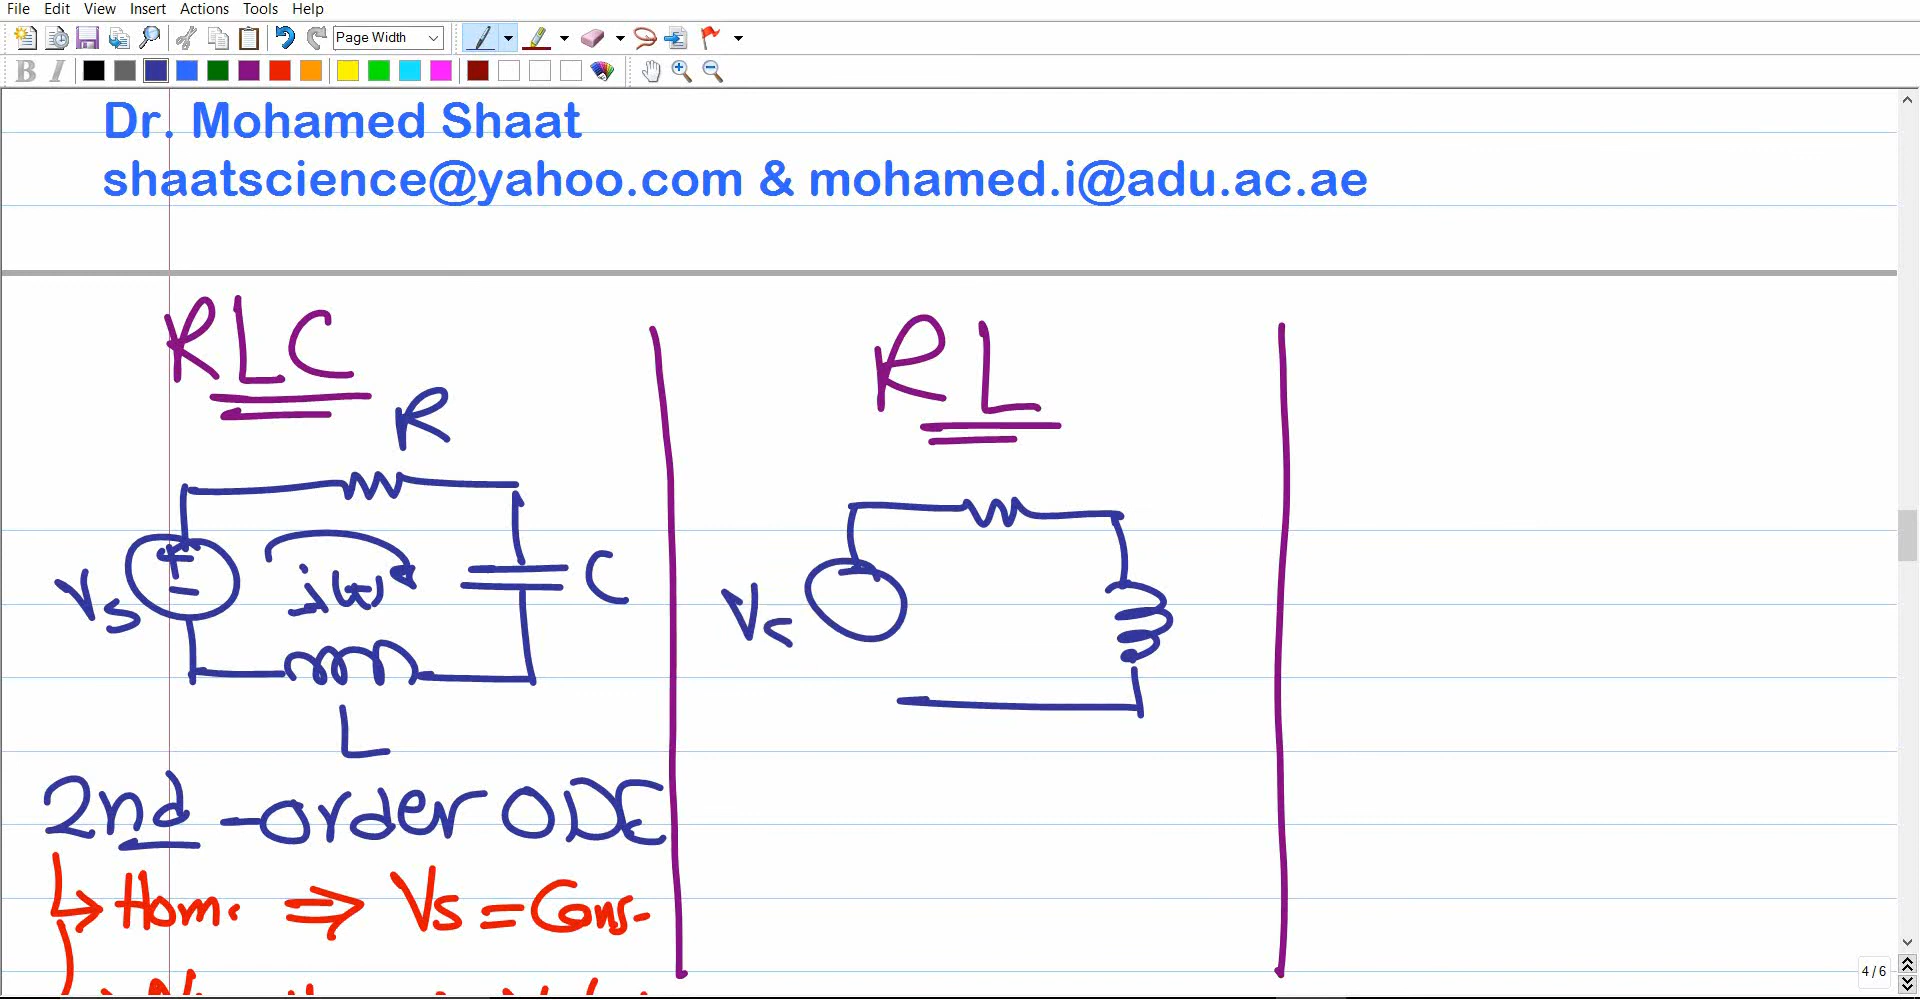 File Edit View Insert Actions Tools Help
Page Width
B I
Dr. Mohamed Shaat
shaatscience@yahoo.com & mohamed.i@adu.ac.ae
RLC
R
Vs
+
-
i(t)
C
L
2nd-order ODE
Hom. ⇒ Vs = Cons.
RL
Vs
4 / 6